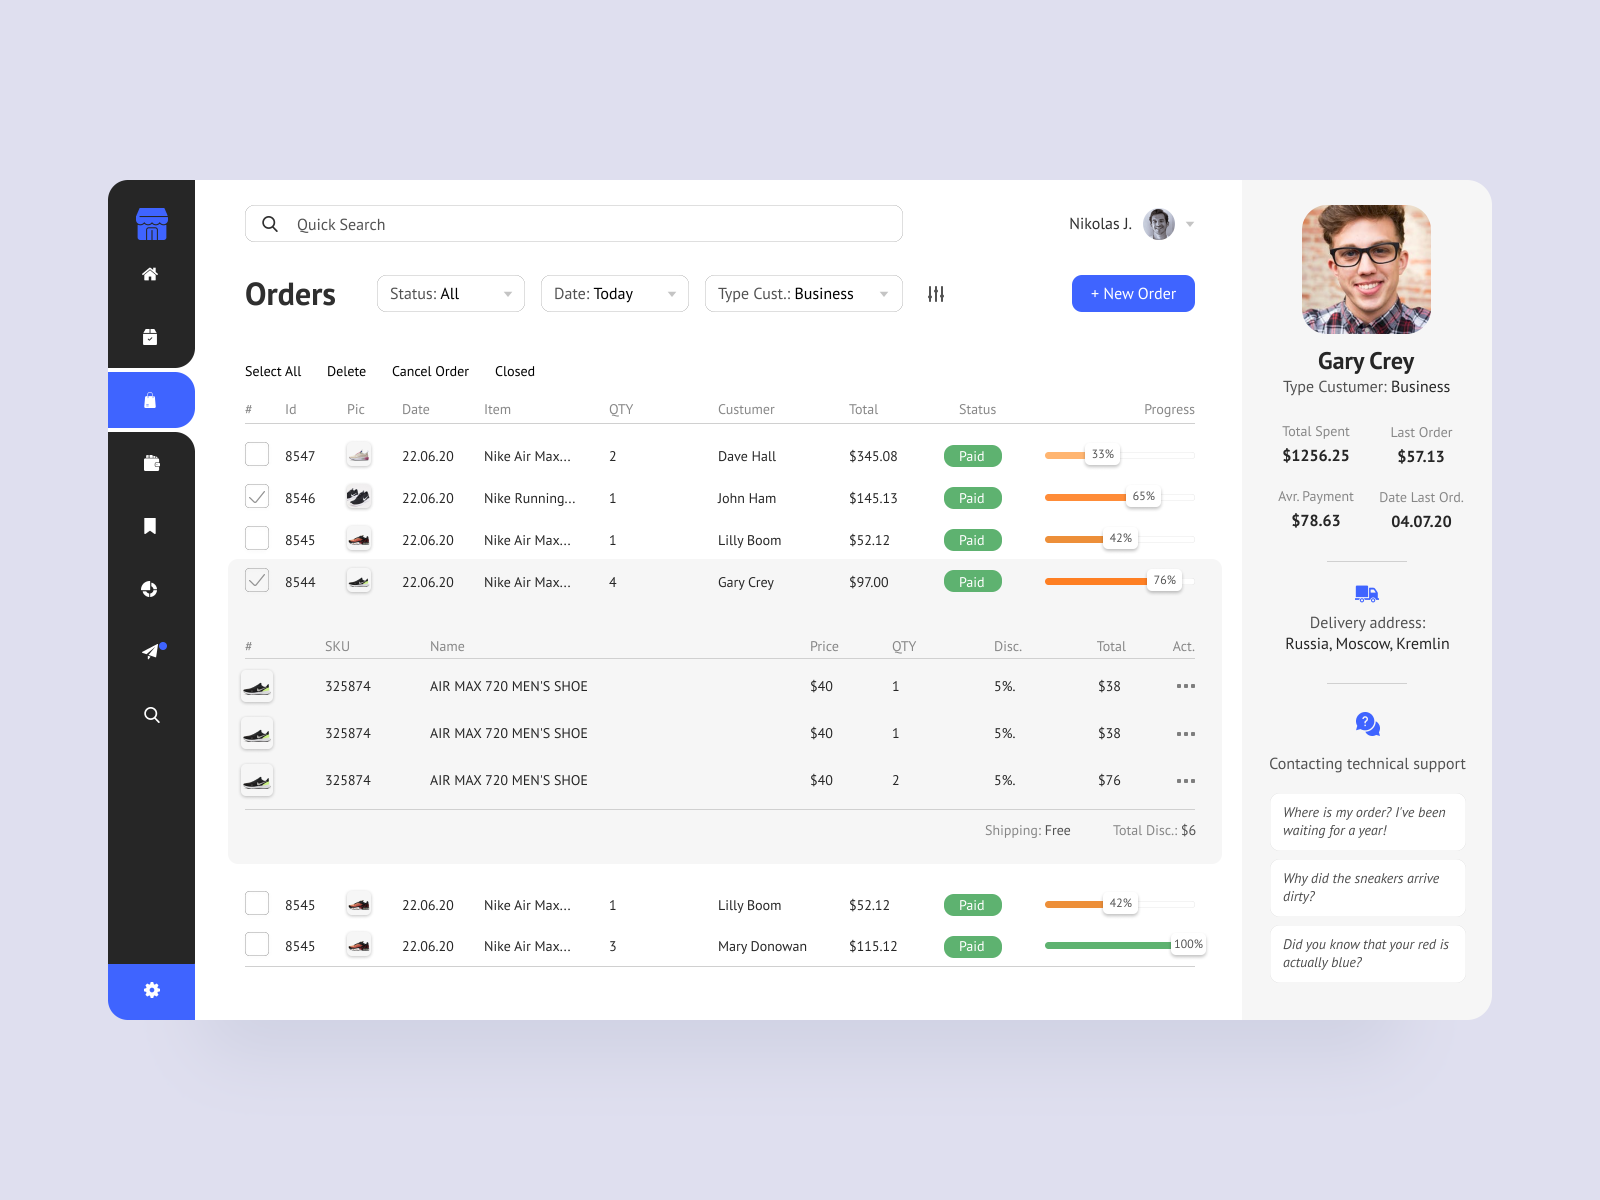 Quick Search
Nikolas J.
Orders
Status: All
Date: Today
Type Cust.: Business
+ New Order
Select All Delete Cancel Order Closed
# Id Pic Date Item QTY Custumer Total Status Progress
8547 22.06.20 Nike Air Max... 2 Dave Hall $345.08 Paid 33%
8546 22.06.20 Nike Running... 1 John Ham $145.13 Paid 65%
8545 22.06.20 Nike Air Max... 1 Lilly Boom $52.12 Paid 42%
8544 22.06.20 Nike Air Max... 4 Gary Crey $97.00 Paid 76%
# SKU Name Price QTY Disc. Total Act.
325874 AIR MAX 720 MEN'S SHOE $40 1 5%. $38
325874 AIR MAX 720 MEN'S SHOE $40 1 5%. $38
325874 AIR MAX 720 MEN'S SHOE $40 2 5%. $76
Shipping: Free Total Disc.: $6
8545 22.06.20 Nike Air Max... 1 Lilly Boom $52.12 Paid 42%
8545 22.06.20 Nike Air Max... 3 Mary Donowan $115.12 Paid 100%
Gary Crey
Type Custumer: Business
Total Spent Last Order
$1256.25 $57.13
Avr. Payment Date Last Ord.
$78.63 04.07.20
Delivery address:
Russia, Moscow, Kremlin
?
Contacting technical support
Where is my order? I've been
waiting for a year!
Why did the sneakers arrive
dirty?
Did you know that your red is
actually blue?